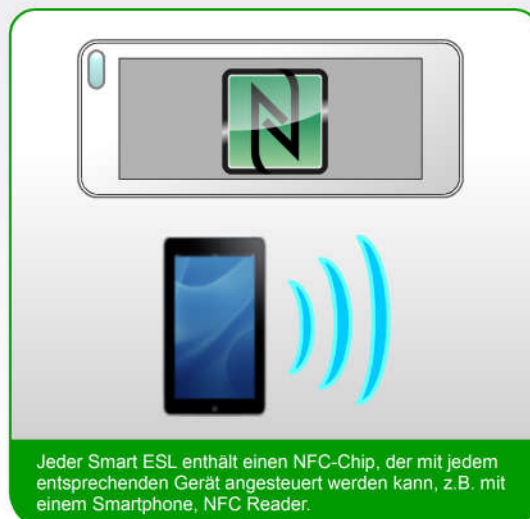 Jeder Smart ESL enthält einen NFC-Chip, der mit jedem
entsprechenden Gerät angesteuert werden kann, z.B. mit
einem Smartphone, NFC Reader.